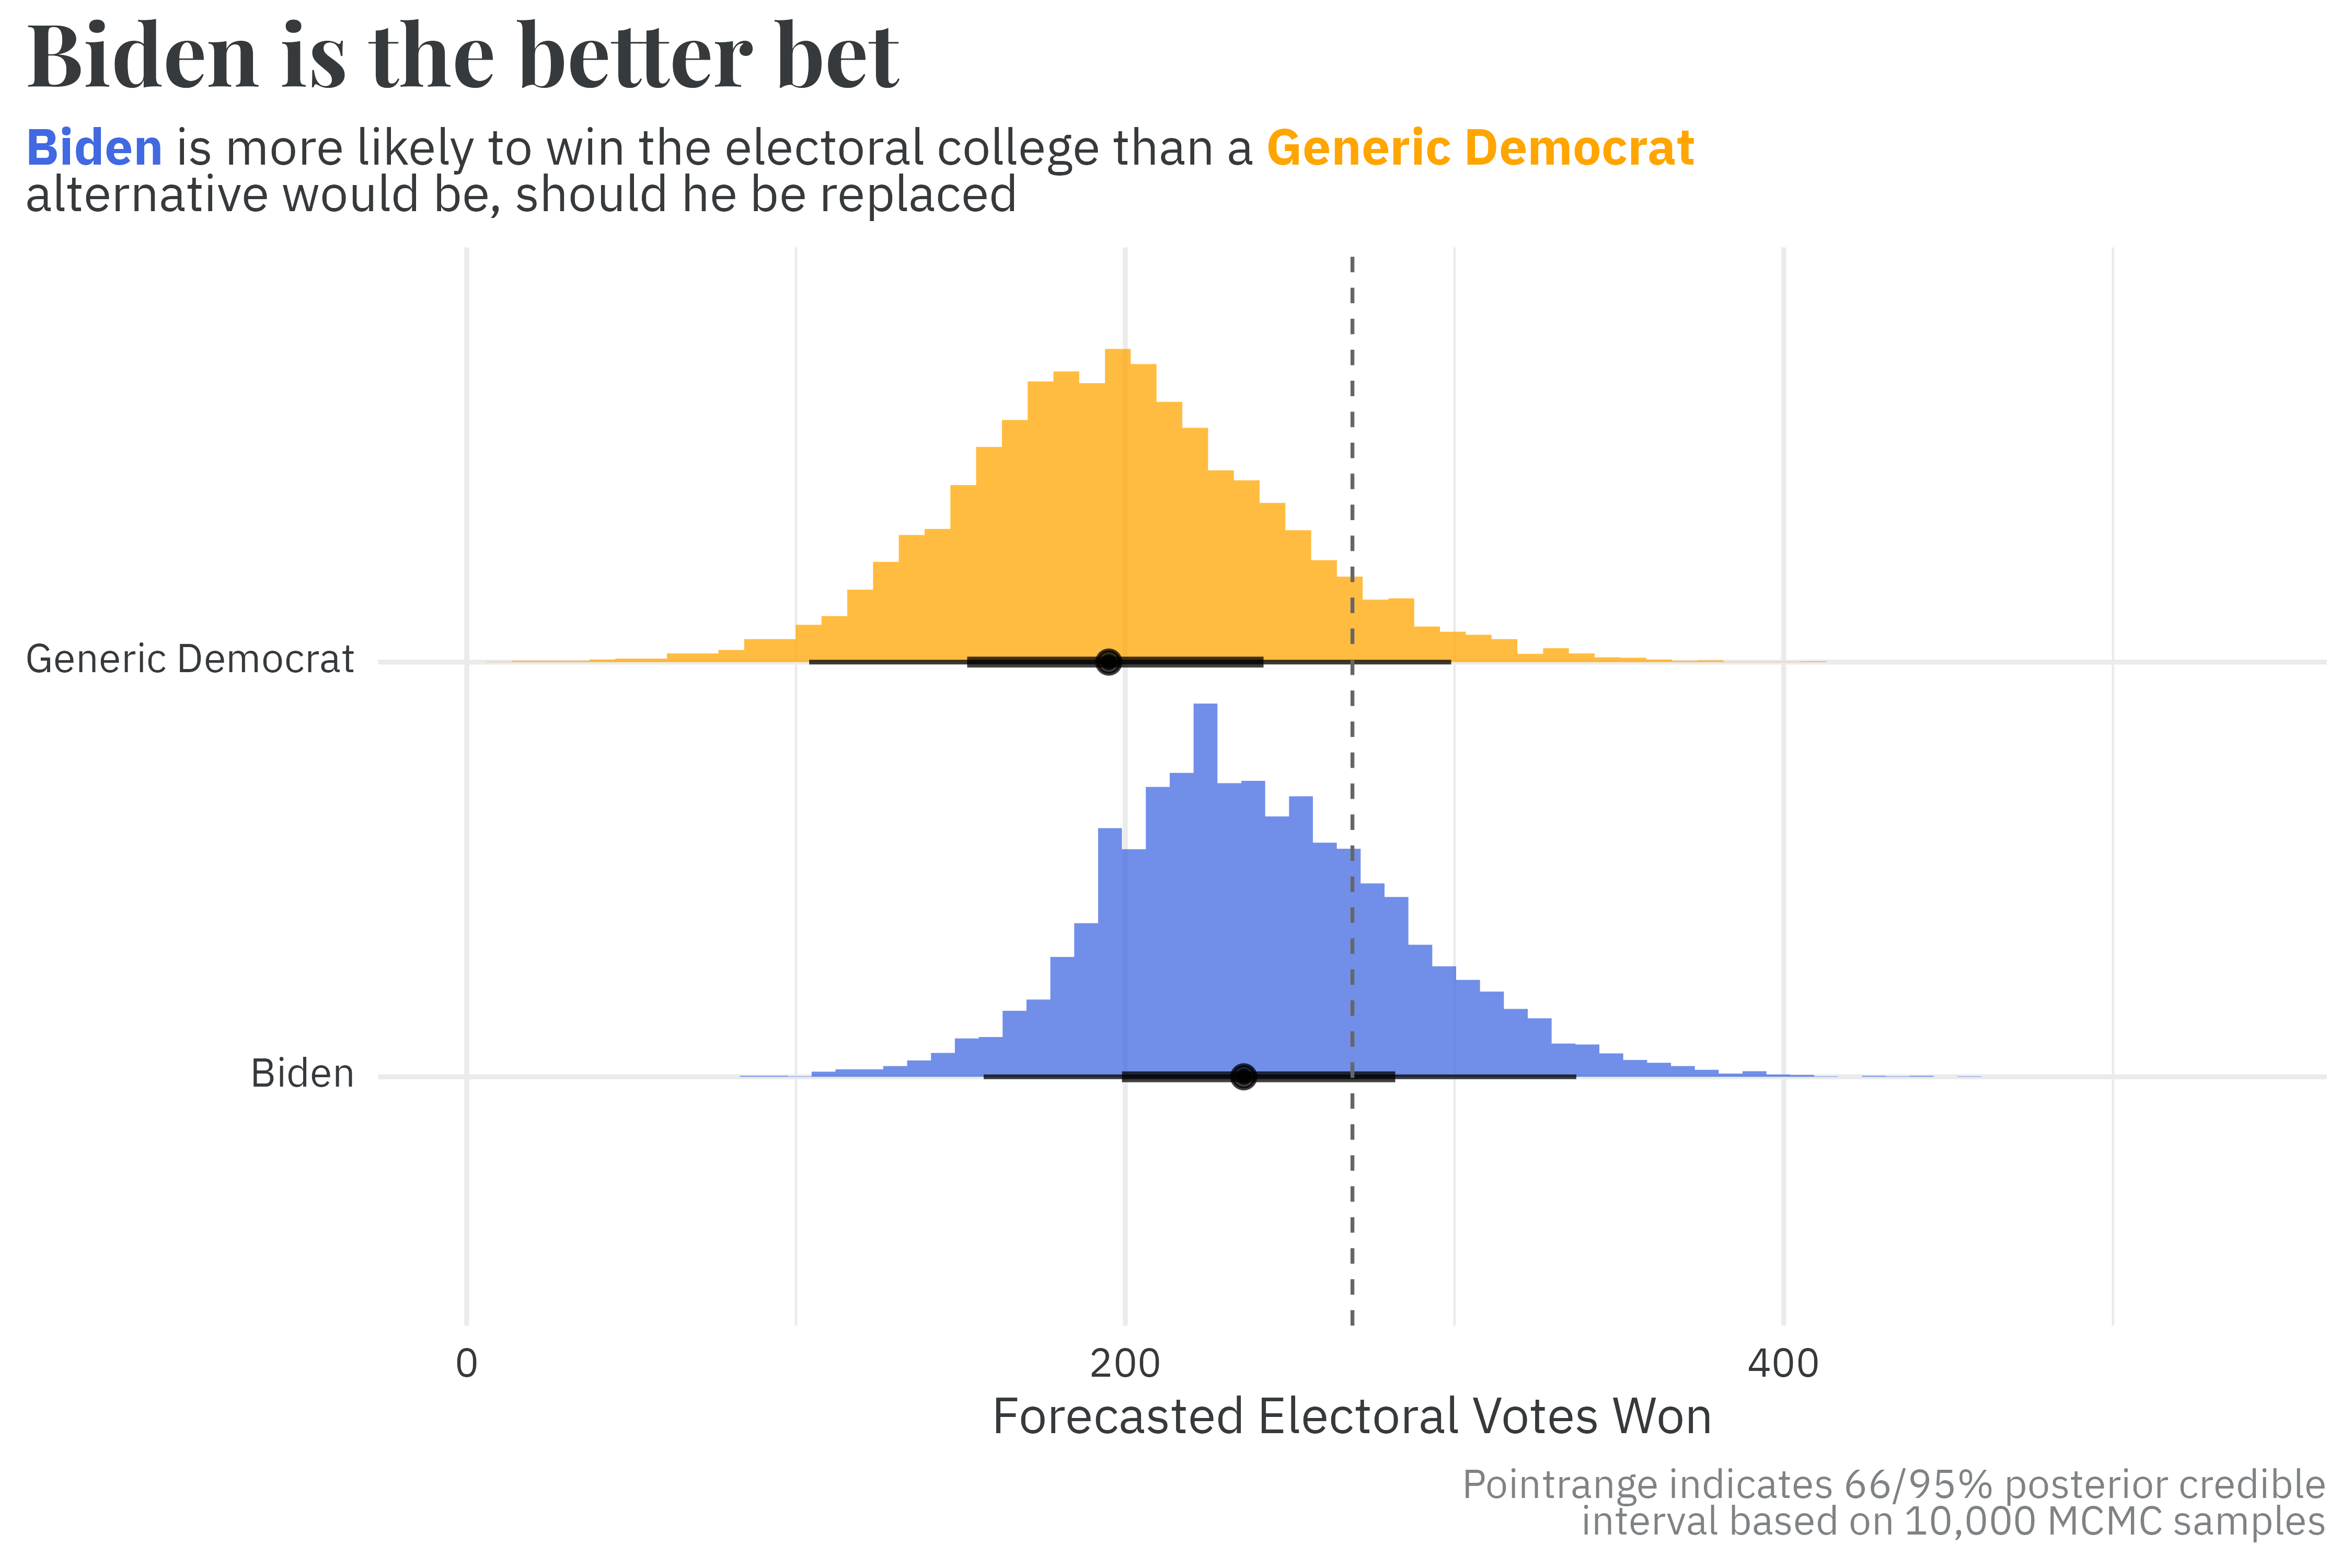 Biden is the better bet
Biden is more likely to win the electoral college than a Generic Democrat
alternative would be, should he be replaced
Generic Democrat
Biden
0
200
400
Forecasted Electoral Votes Won
Pointrange indicates 66/95% posterior credible
interval based on 10,000 MCMC samples